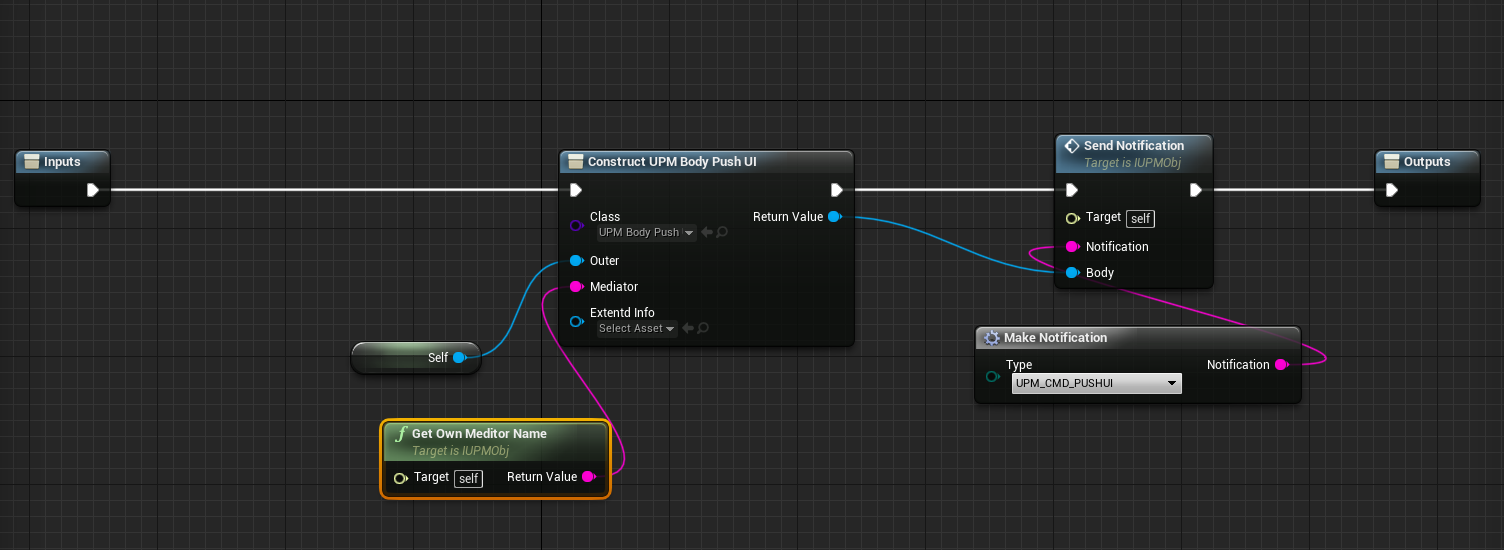 Inputs
Construct UPM Body Push UI
Class
UPM Body Push
Return Value
Outer
Mediator
Extentd Info
Select Asset
Self
f Get Own Meditor Name
Target is IUPMObj
Target self
Return Value
Send Notification
Target is IUPMObj
Target self
Notification
Body
Make Notification
Type
UPM_CMD_PUSHUI
Notification
Outputs